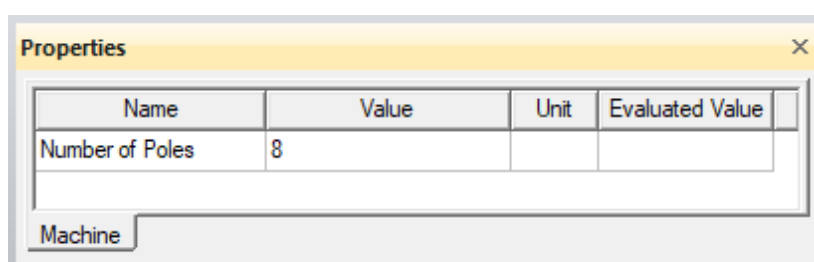 Properties
Name Value Unit Evaluated Value
Number of Poles 8
Machine